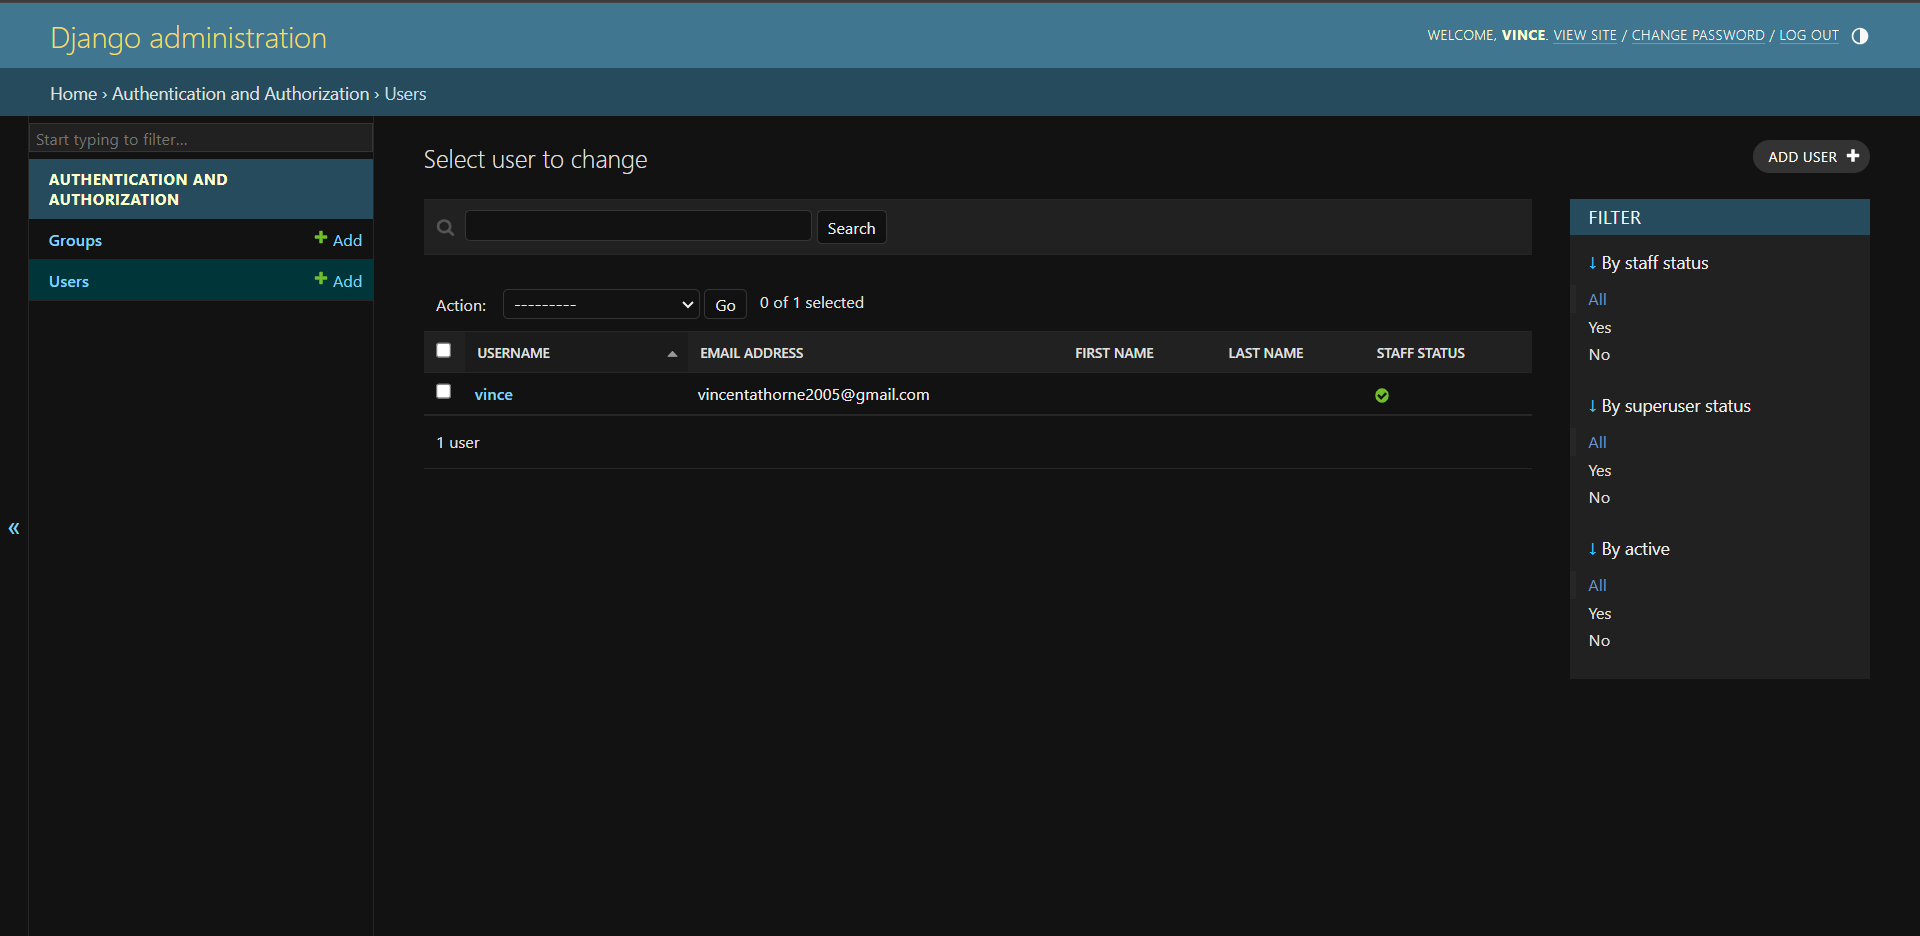 Django administration
WELCOME, VINCE. VIEW SITE / CHANGE PASSWORD / LOG OUT
Home › Authentication and Authorization › Users
Start typing to filter...
AUTHENTICATION AND
AUTHORIZATION
Groups
Add
Users
Add
«
Select user to change
ADD USER
Search
Action:
---------
Go
0 of 1 selected
USERNAME
EMAIL ADDRESS
FIRST NAME
LAST NAME
STAFF STATUS
vince
vincentathorne2005@gmail.com
1 user
FILTER
↓ By staff status
All
Yes
No
↓ By superuser status
All
Yes
No
↓ By active
All
Yes
No